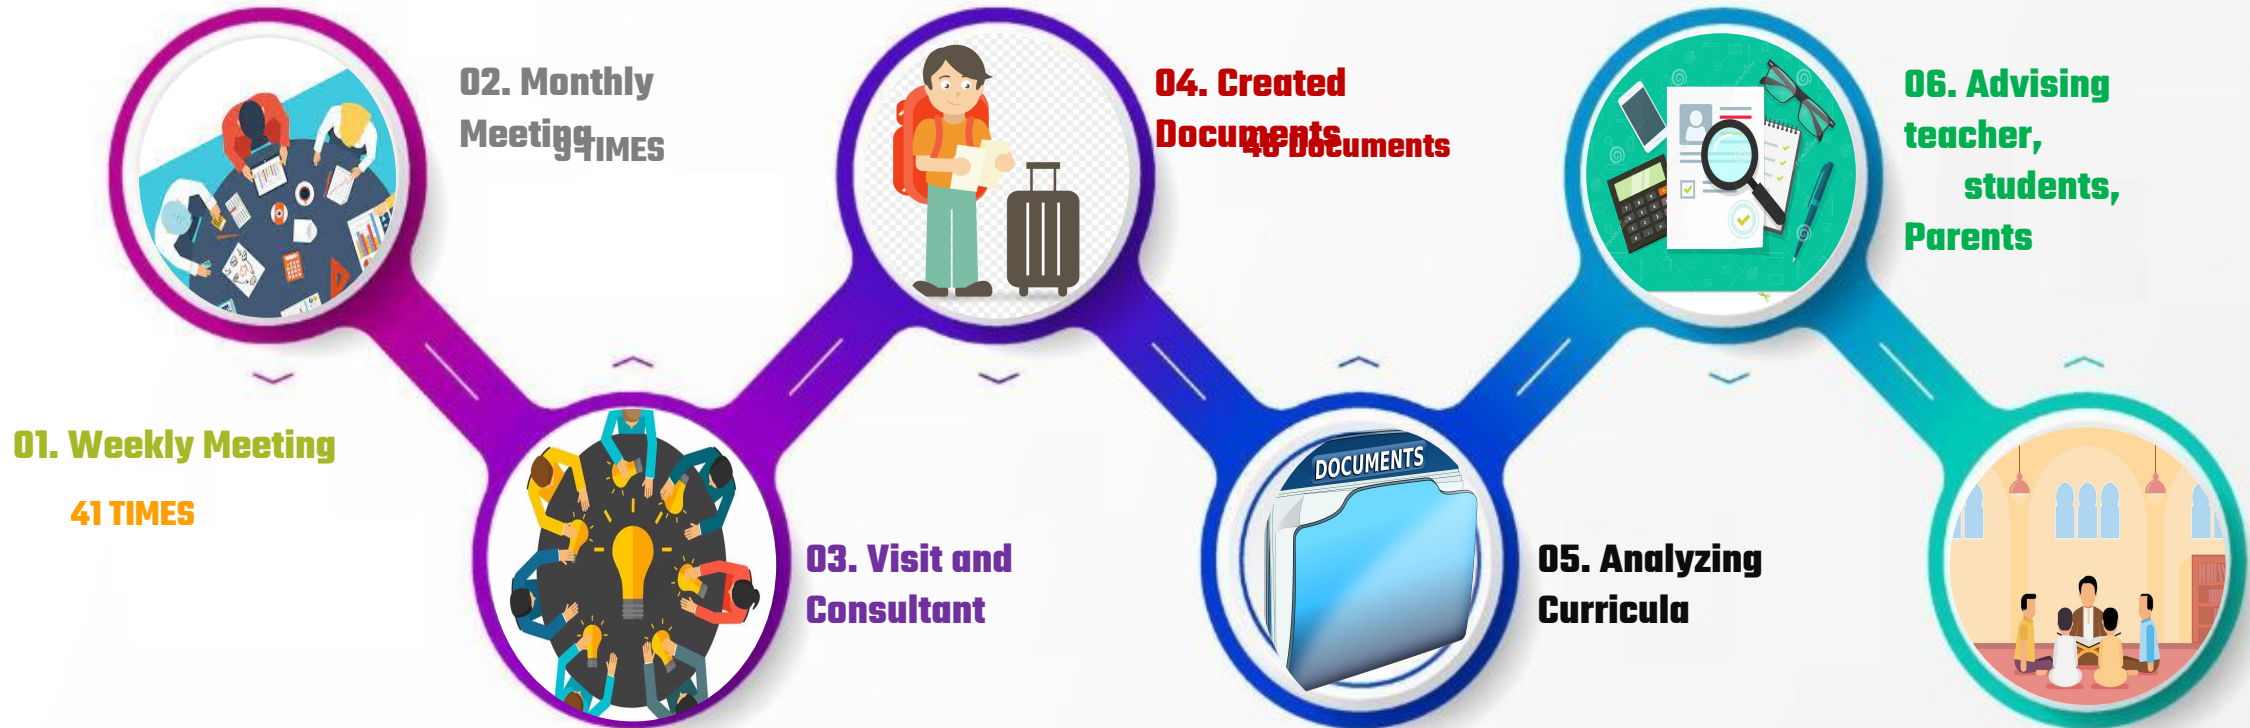 01. Weekly Meeting
41 TIMES
02. Monthly
Meeting
9 TIMES
03. Visit and
Consultant
04. Created
Documents
48 Documents
DOCUMENTS
05. Analyzing
Curricula
06. Advising
teacher,
students,
Parents